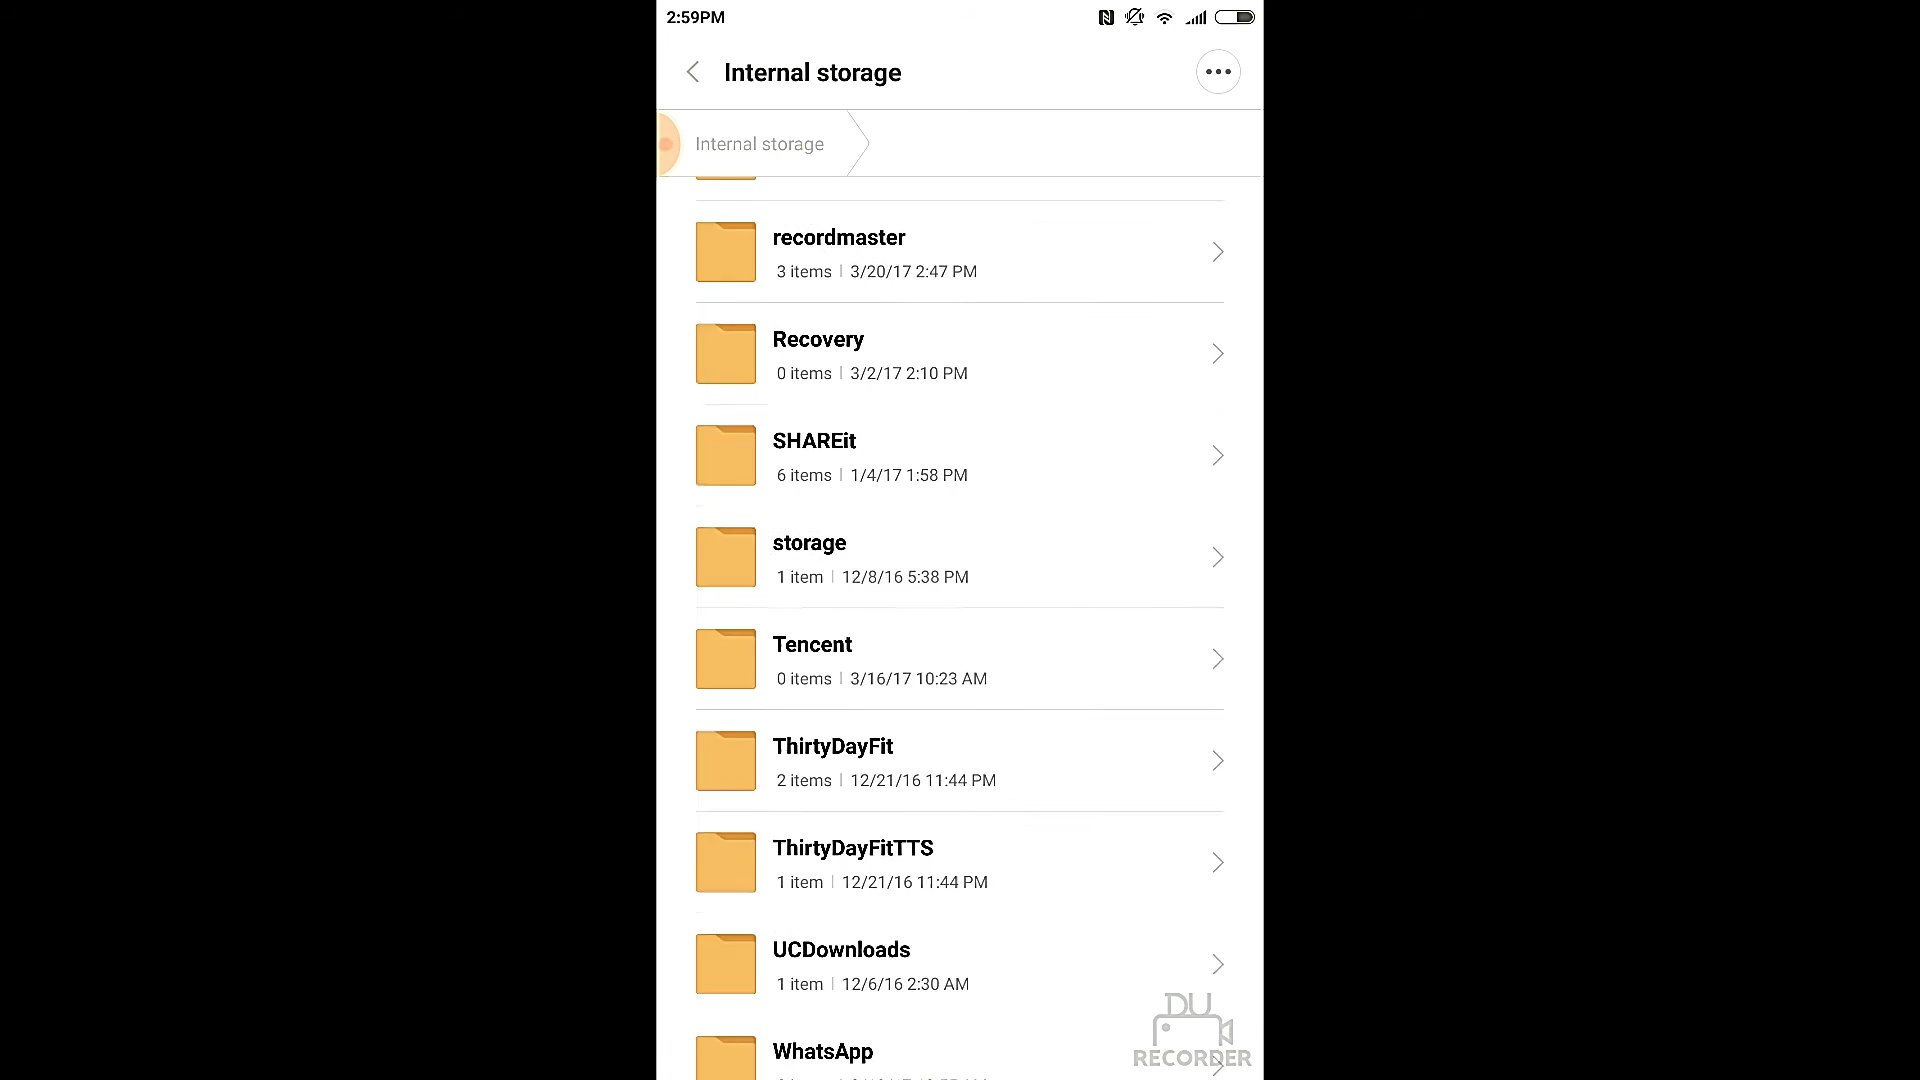 2:59PM
Internal storage
Internal storage
recordmaster
3 items | 3/20/17 2:47 PM
Recovery
0 items | 3/2/17 2:10 PM
SHAREit
6 items | 1/4/17 1:58 PM
storage
1 item | 12/8/16 5:38 PM
Tencent
0 items | 3/16/17 10:23 AM
ThirtyDayFit
2 items | 12/21/16 11:44 PM
ThirtyDayFitTTS
1 item | 12/21/16 11:44 PM
UCDownloads
1 item | 12/6/16 2:30 AM
WhatsApp
DU
RECORDER